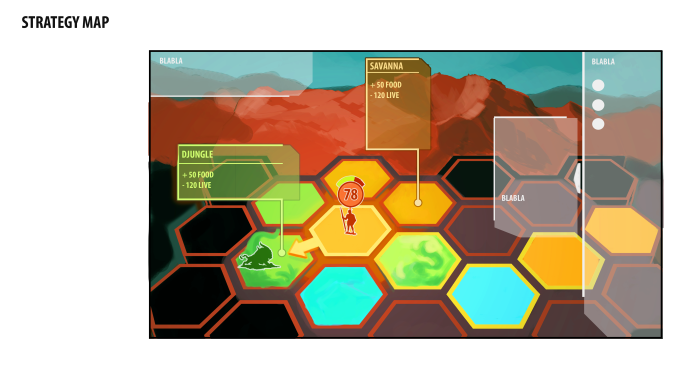 STRATEGY MAP
BLABLA
SAVANNA
+ 50 FOOD
- 120 LIVE
BLABLA
DJUNGLE
+ 50 FOOD
- 120 LIVE
78
BLABLA